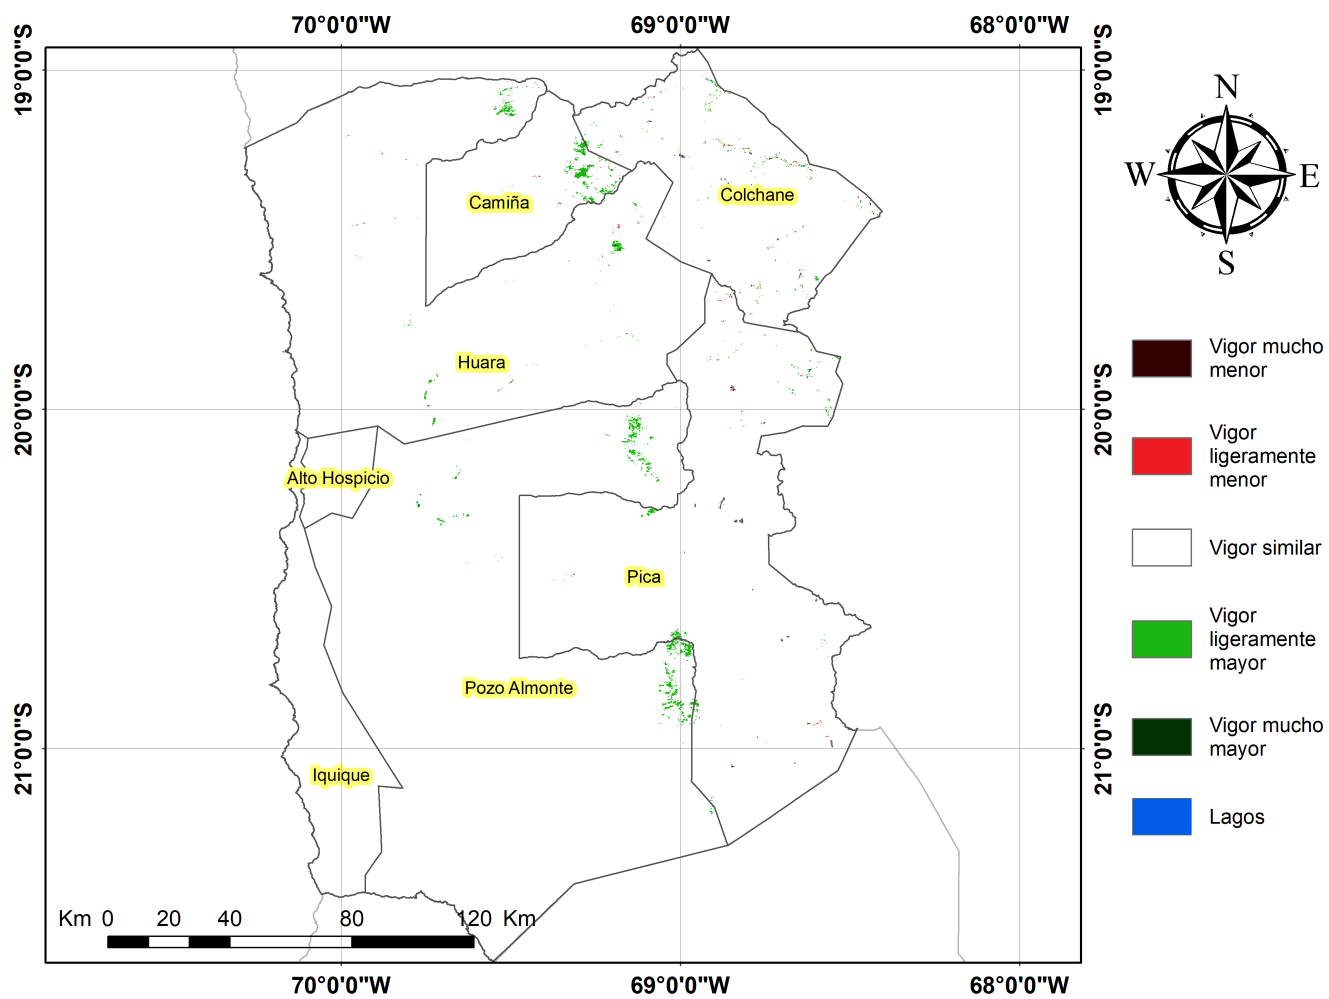 70°0'0"W 69°0'0"W 68°0'0"W
19°0'0"S
19°0'0"S
N
W E
S
Camiña
Colchane
Vigor mucho
menor
Huara
20°0'0"S
20°0'0"S
Vigor
ligeramente
menor
Alto Hospicio
Vigor similar
Pica
Vigor
ligeramente
mayor
Pozo Almonte
21°0'0"S
21°0'0"S
Vigor mucho
mayor
Iquique
Lagos
Km 0 20 40 80 120 Km
70°0'0"W 69°0'0"W 68°0'0"W